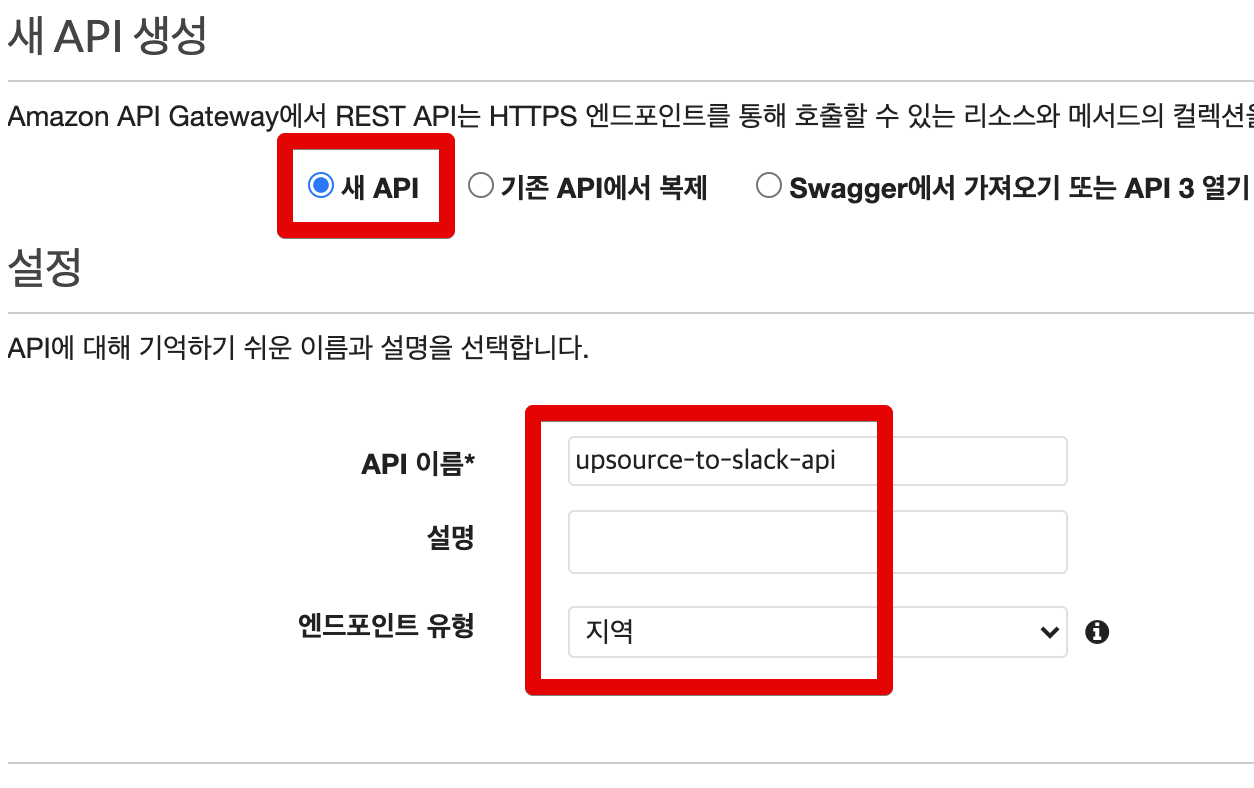 새 API 생성
Amazon API Gateway에서 REST API는 HTTPS 엔드포인트를 통해 호출할 수 있는 리소스와 메서드의 컬렉션을
새 API 기존 API에서 복제 Swagger에서 가져오기 또는 API 3 열기
설정
API에 대해 기억하기 쉬운 이름과 설명을 선택합니다.
API 이름* upsource-to-slack-api
설명
엔드포인트 유형 지역